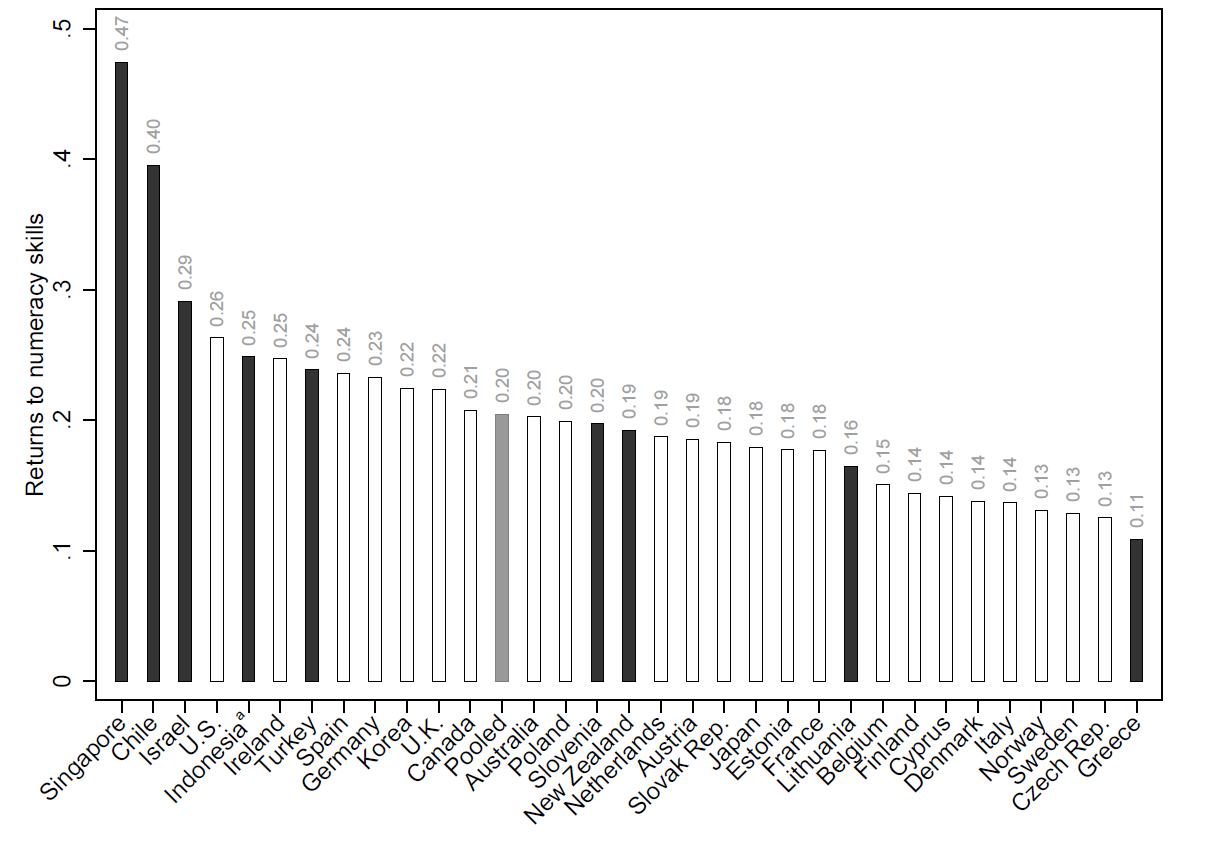 Returns to numeracy skills
.5
.4
.3
.2
.1
0
0.47
0.40
0.29
0.26
0.25
0.25
0.24
0.24
0.23
0.22
0.22
0.21
0.20
0.20
0.20
0.20
0.19
0.19
0.19
0.18
0.18
0.18
0.18
0.16
0.15
0.14
0.14
0.14
0.14
0.13
0.13
0.13
0.11
Singapore
Chile
Israel
U.S.
Indonesiaª
Ireland
Turkey
Spain
Germany
Korea
U.K.
Canada
Pooled
Australia
Poland
Slovenia
New Zealand
Netherlands
Austria
Slovak Rep.
Japan
Estonia
France
Lithuania
Belgium
Finland
Cyprus
Denmark
Italy
Norway
Sweden
Czech Rep.
Greece